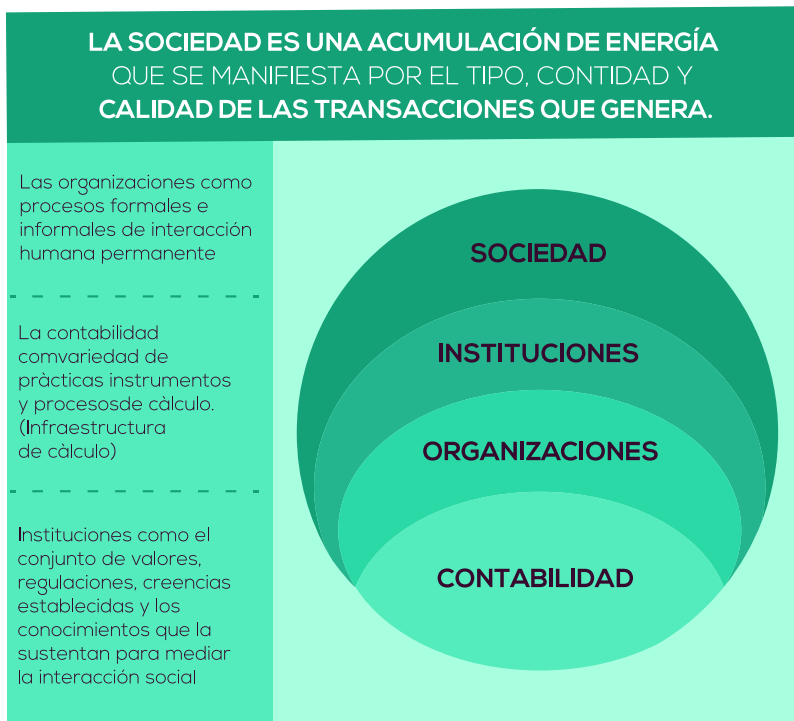 LA SOCIEDAD ES UNA ACUMULACIÓN DE ENERGÍA
QUE SE MANIFIESTA POR EL TIPO, CONTIDAD Y
CALIDAD DE LAS TRANSACCIONES QUE GENERA.
Las organizaciones como
procesos formales e
informales de interacción
humana permanente
La contabilidad
comvariedad de
pràcticas instrumentos
y procesosde càlculo.
(Infraestructura
de càlculo)
Instituciones como el
conjunto de valores,
regulaciones, creencias
establecidas y los
conocimientos que la
sustentan para mediar
la interacción social
SOCIEDAD
INSTITUCIONES
ORGANIZACIONES
CONTABILIDAD